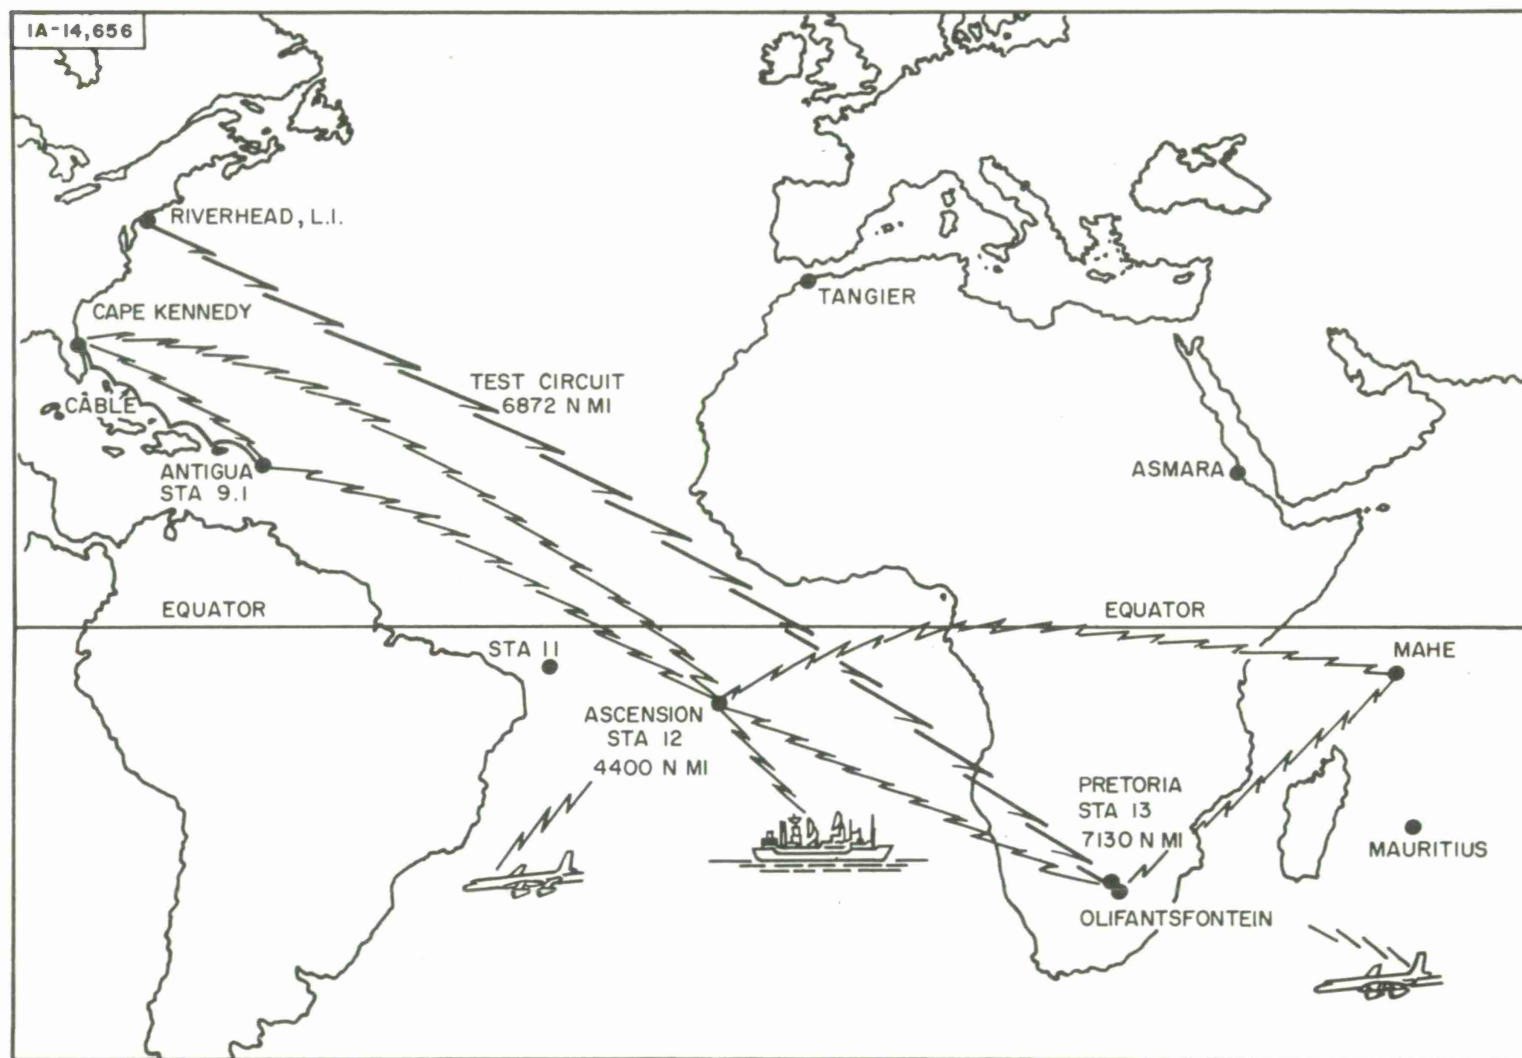 IA-14,656
RIVERHEAD, L.I.
CAPE KENNEDY
TANGIER
TEST CIRCUIT
6872 N MI
CABLE
ANTIGUA
STA 9.1
ASMARA
EQUATOR
EQUATOR
STA 11
MAHE
ASCENSION
STA 12
4400 N MI
PRETORIA
STA 13
7130 N MI
MAURITIUS
OLIFANTSFONTEIN